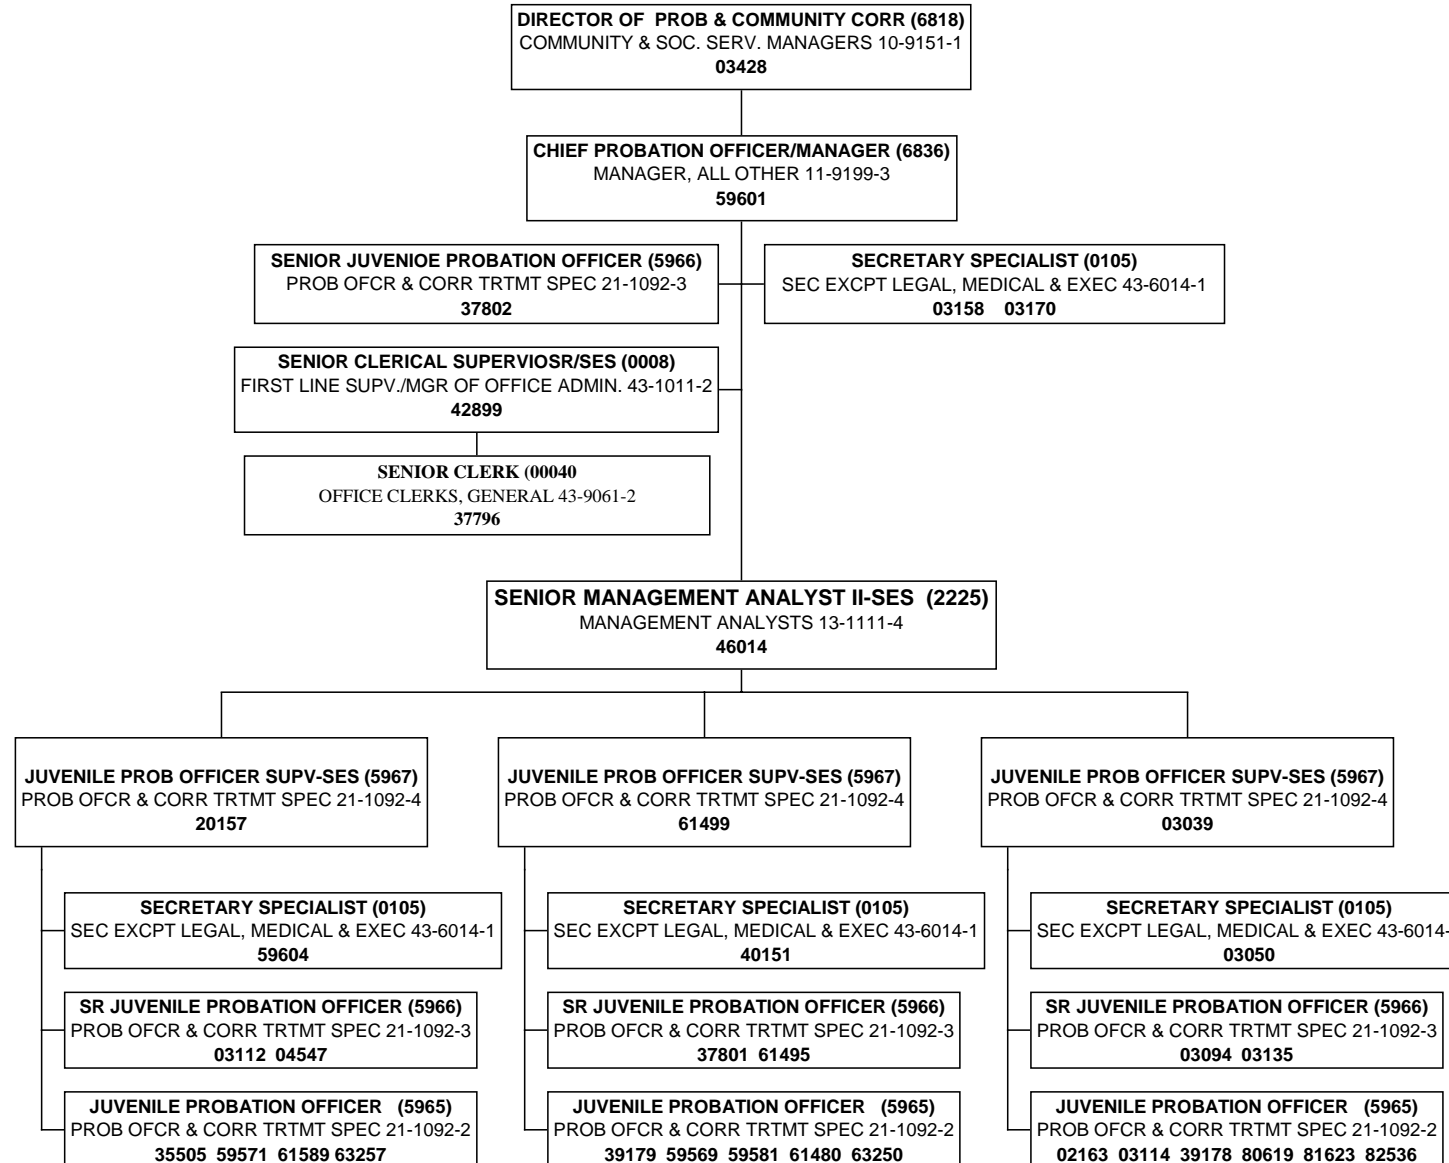 DIRECTOR OF PROB & COMMUNITY CORR (6818)
COMMUNITY & SOC. SERV. MANAGERS 10-9151-1
03428
CHIEF PROBATION OFFICER/MANAGER (6836)
MANAGER, ALL OTHER 11-9199-3
59601
SENIOR JUVENIOE PROBATION OFFICER (5966)
PROB OFCR & CORR TRTMT SPEC 21-1092-3
37802
SECRETARY SPECIALIST (0105)
SEC EXCPT LEGAL, MEDICAL & EXEC 43-6014-1
03158 03170
SENIOR CLERICAL SUPERVIOSR/SES (0008)
FIRST LINE SUPV./MGR OF OFFICE ADMIN. 43-1011-2
42899
SENIOR CLERK (00040
OFFICE CLERKS, GENERAL 43-9061-2
37796
SENIOR MANAGEMENT ANALYST II-SES (2225)
MANAGEMENT ANALYSTS 13-1111-4
46014
JUVENILE PROB OFFICER SUPV-SES (5967)
PROB OFCR & CORR TRTMT SPEC 21-1092-4
20157
SECRETARY SPECIALIST (0105)
SEC EXCPT LEGAL, MEDICAL & EXEC 43-6014-1
59604
SR JUVENILE PROBATION OFFICER (5966)
PROB OFCR & CORR TRTMT SPEC 21-1092-3
03112 04547
JUVENILE PROBATION OFFICER (5965)
PROB OFCR & CORR TRTMT SPEC 21-1092-2
35505 59571 61589 63257
JUVENILE PROB OFFICER SUPV-SES (5967)
PROB OFCR & CORR TRTMT SPEC 21-1092-4
61499
SECRETARY SPECIALIST (0105)
SEC EXCPT LEGAL, MEDICAL & EXEC 43-6014-1
40151
SR JUVENILE PROBATION OFFICER (5966)
PROB OFCR & CORR TRTMT SPEC 21-1092-3
37801 61495
JUVENILE PROBATION OFFICER (5965)
PROB OFCR & CORR TRTMT SPEC 21-1092-2
39179 59569 59581 61480 63250
JUVENILE PROB OFFICER SUPV-SES (5967)
PROB OFCR & CORR TRTMT SPEC 21-1092-4
03039
SECRETARY SPECIALIST (0105)
SEC EXCPT LEGAL, MEDICAL & EXEC 43-6014-
03050
SR JUVENILE PROBATION OFFICER (5966)
PROB OFCR & CORR TRTMT SPEC 21-1092-3
03094 03135
JUVENILE PROBATION OFFICER (5965)
PROB OFCR & CORR TRTMT SPEC 21-1092-2
02163 03114 39178 80619 81623 82536